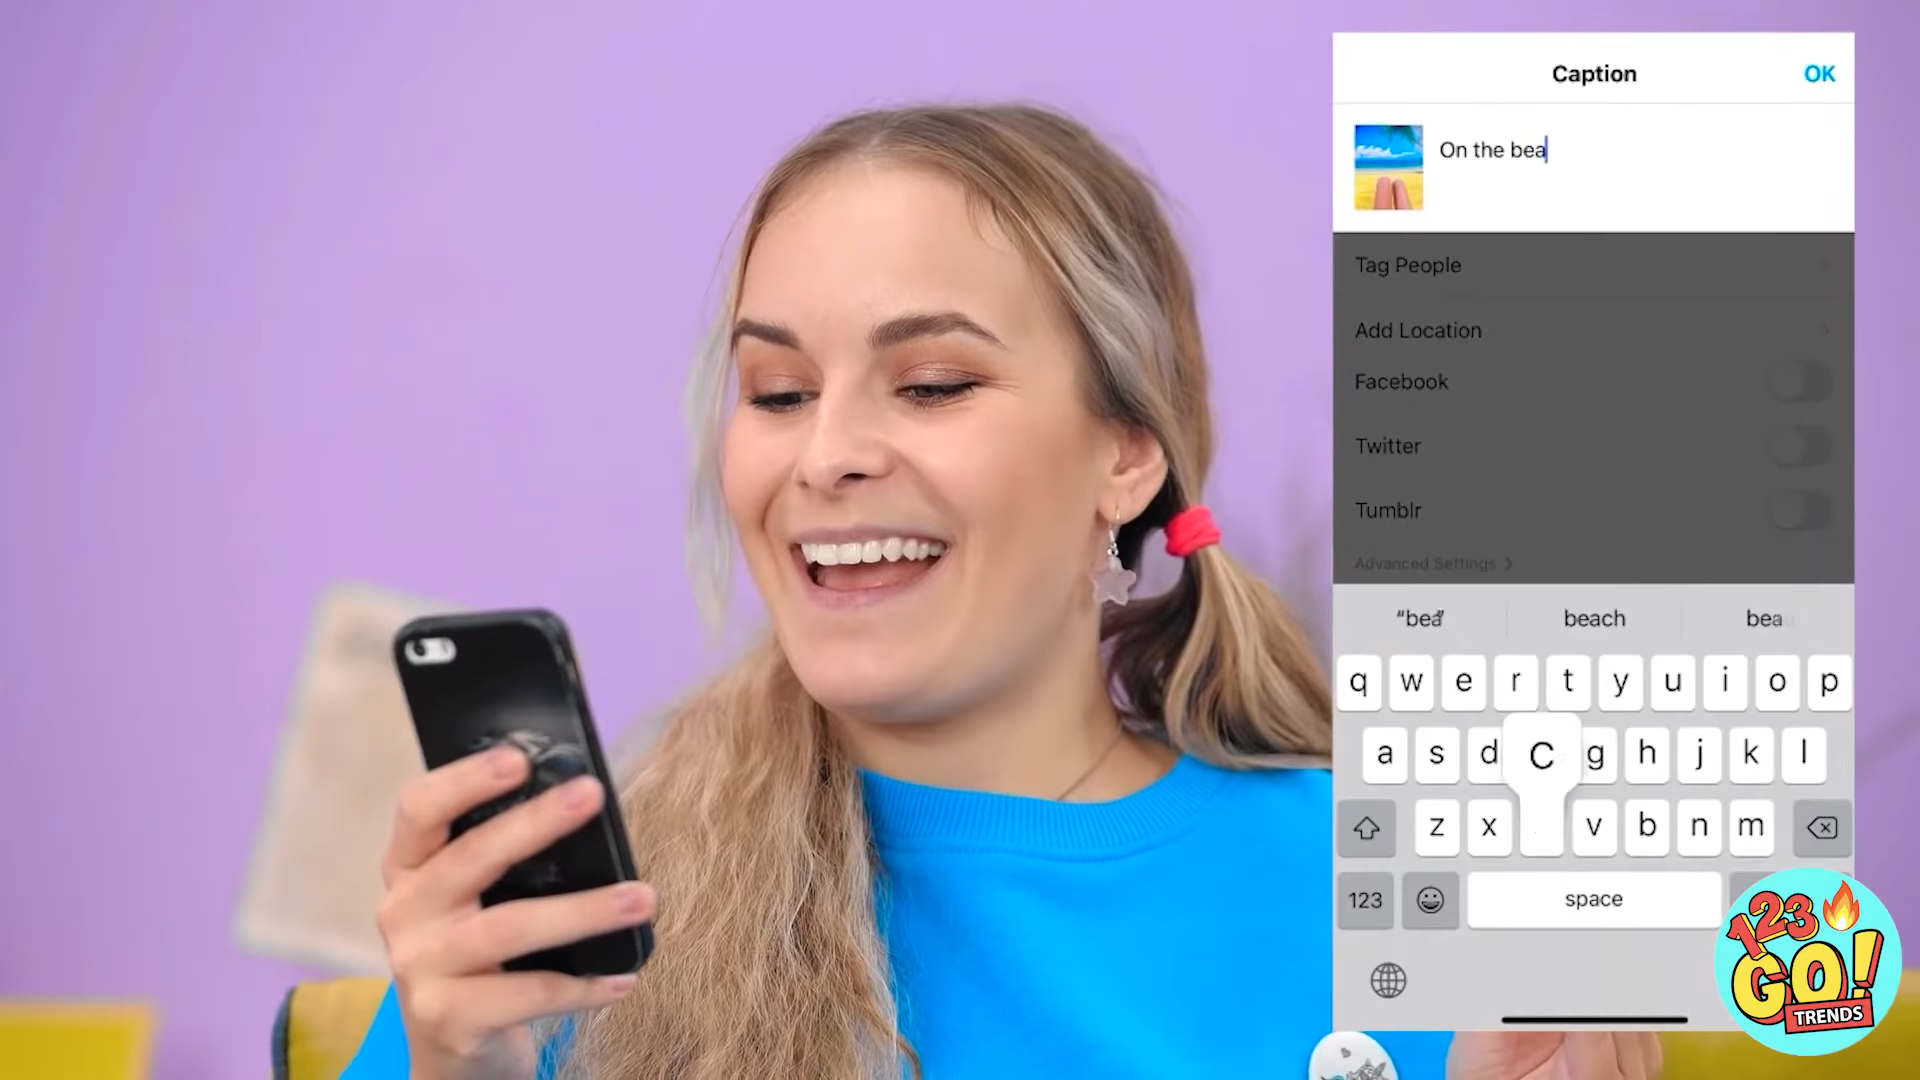 Caption
OK
On the bea
Tag People
Add Location
Facebook
Twitter
Tumblr
Advanced Settings
“bea”
beach
beau
q w e r t y u i o p
a s d C g h j k l
z x v b n m
123
space
123
GO!
TRENDS